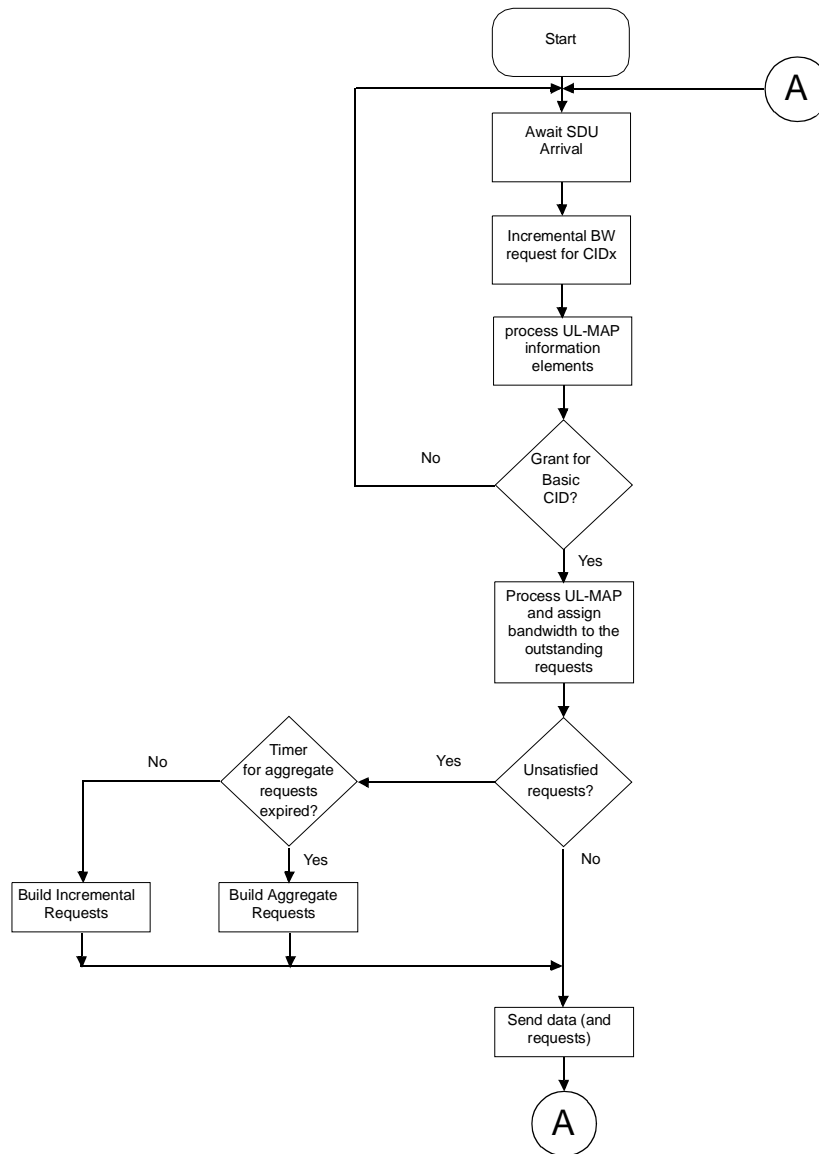 Start
A
Await SDU
Arrival
Incremental BW
request for CIDx
process UL-MAP
information
elements
No
Grant for
Basic
CID?
Yes
Process UL-MAP
and assign
bandwidth to the
outstanding
requests
No
Timer
for aggregate
requests
expired?
Yes
Unsatisfied
requests?
Yes
No
Build Incremental
Requests
Build Aggregate
Requests
Send data (and
requests)
A